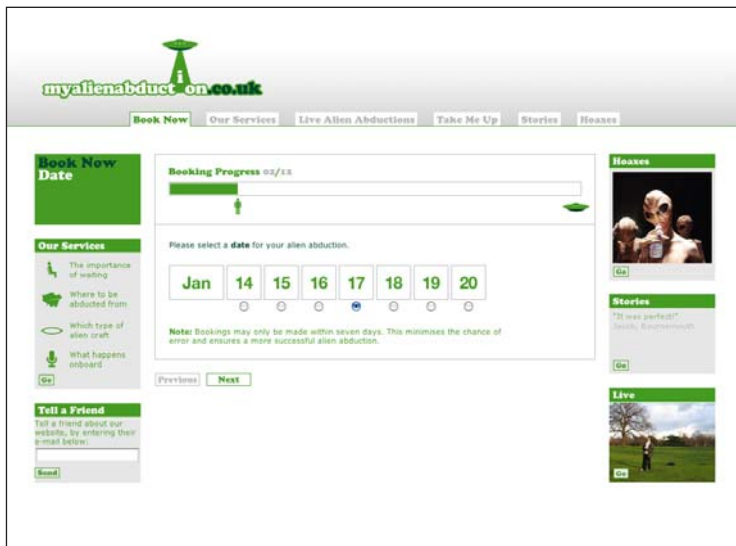 myalienabduction.co.uk
Book Now
Our Services
Live Alien Abductions
Take Me Up
Stories
Hoaxes
Book Now
Date
Our Services
The importance
of waiting
Where to be
abducted from
Which type of
alien craft
What happens
onboard
Go
Tell a Friend
Tell a friend about our
website, by entering their
e-mail below:
Send
Booking Progress 02/12
Please select a date for your alien abduction.
Jan 14 15 16 17 18 19 20
Note: Bookings may only be made within seven days. This minimises the chance of
error and ensures a more successful alien abduction.
Previous Next
Hoaxes
Go
Stories
"It was perfect!"
Jacob, Bournemouth
Go
Live
Go